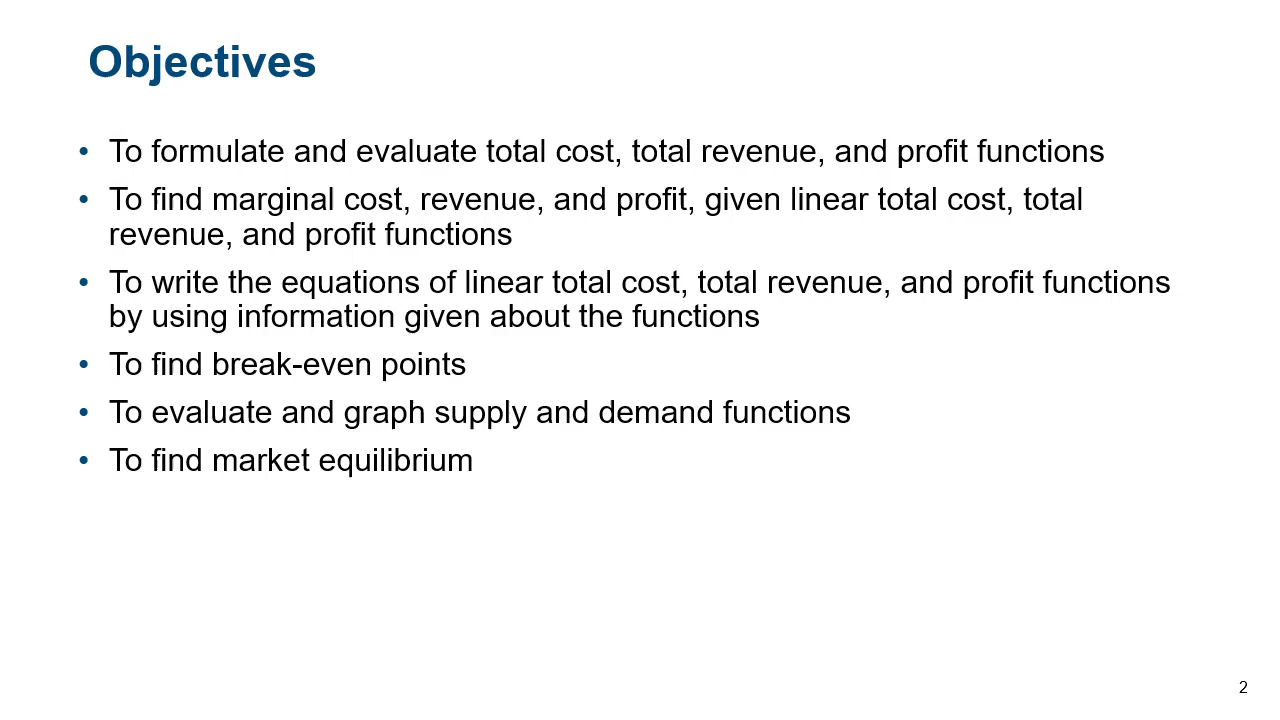 Objectives
• To formulate and evaluate total cost, total revenue, and profit functions
• To find marginal cost, revenue, and profit, given linear total cost, total
revenue, and profit functions
• To write the equations of linear total cost, total revenue, and profit functions
by using information given about the functions
• To find break-even points
• To evaluate and graph supply and demand functions
• To find market equilibrium
2